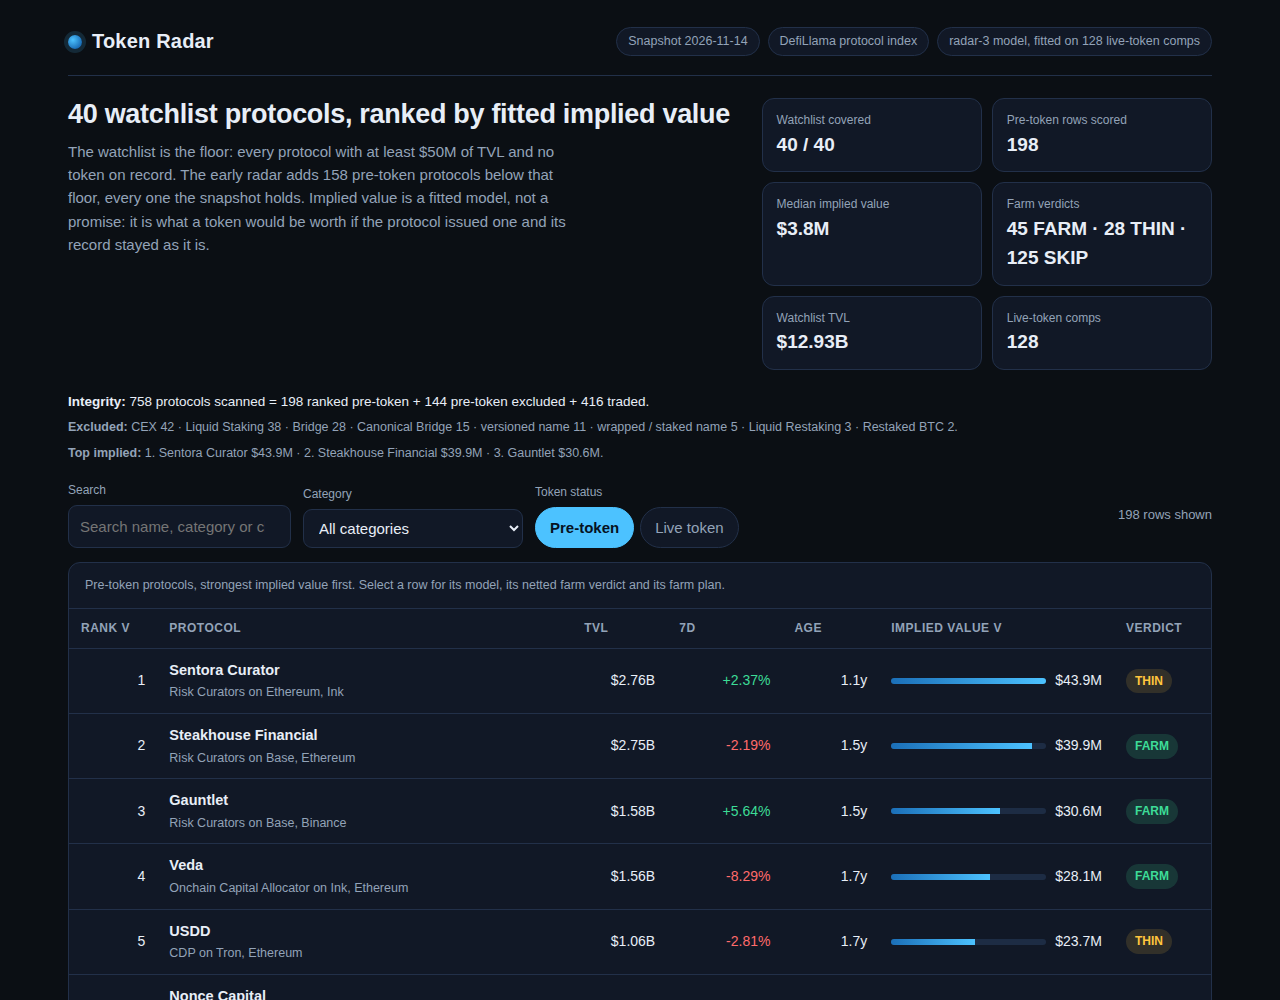 Token Radar
Snapshot 2026-11-14
DefiLlama protocol index
radar-3 model, fitted on 128 live-token comps
40 watchlist protocols, ranked by fitted implied value
The watchlist is the floor: every protocol with at least $50M of TVL and no
token on record. The early radar adds 158 pre-token protocols below that
floor, every one the snapshot holds. Implied value is a fitted model, not a
promise: it is what a token would be worth if the protocol issued one and its
record stayed as it is.
Watchlist covered
40 / 40
Pre-token rows scored
198
Median implied value
$3.8M
Farm verdicts
45 FARM · 28 THIN ·
125 SKIP
Watchlist TVL
$12.93B
Live-token comps
128
Integrity: 758 protocols scanned = 198 ranked pre-token + 144 pre-token excluded + 416 traded.
Excluded: CEX 42 · Liquid Staking 38 · Bridge 28 · Canonical Bridge 15 · versioned name 11 · wrapped / staked name 5 · Liquid Restaking 3 · Restaked BTC 2.
Top implied: 1. Sentora Curator $43.9M · 2. Steakhouse Financial $39.9M · 3. Gauntlet $30.6M.
Search
Search name, category or c
Category
All categories
Token status
Pre-token
Live token
198 rows shown
Pre-token protocols, strongest implied value first. Select a row for its model, its netted farm verdict and its farm plan.
RANK V PROTOCOL TVL 7D AGE IMPLIED VALUE V VERDICT
1 Sentora Curator $2.76B +2.37% 1.1y $43.9M THIN
Risk Curators on Ethereum, Ink
2 Steakhouse Financial $2.75B -2.19% 1.5y $39.9M FARM
Risk Curators on Base, Ethereum
3 Gauntlet $1.58B +5.64% 1.5y $30.6M FARM
Risk Curators on Base, Binance
4 Veda $1.56B -8.29% 1.7y $28.1M FARM
Onchain Capital Allocator on Ink, Ethereum
5 USDD $1.06B -2.81% 1.7y $23.7M THIN
CDP on Tron, Ethereum
Nonce Capital